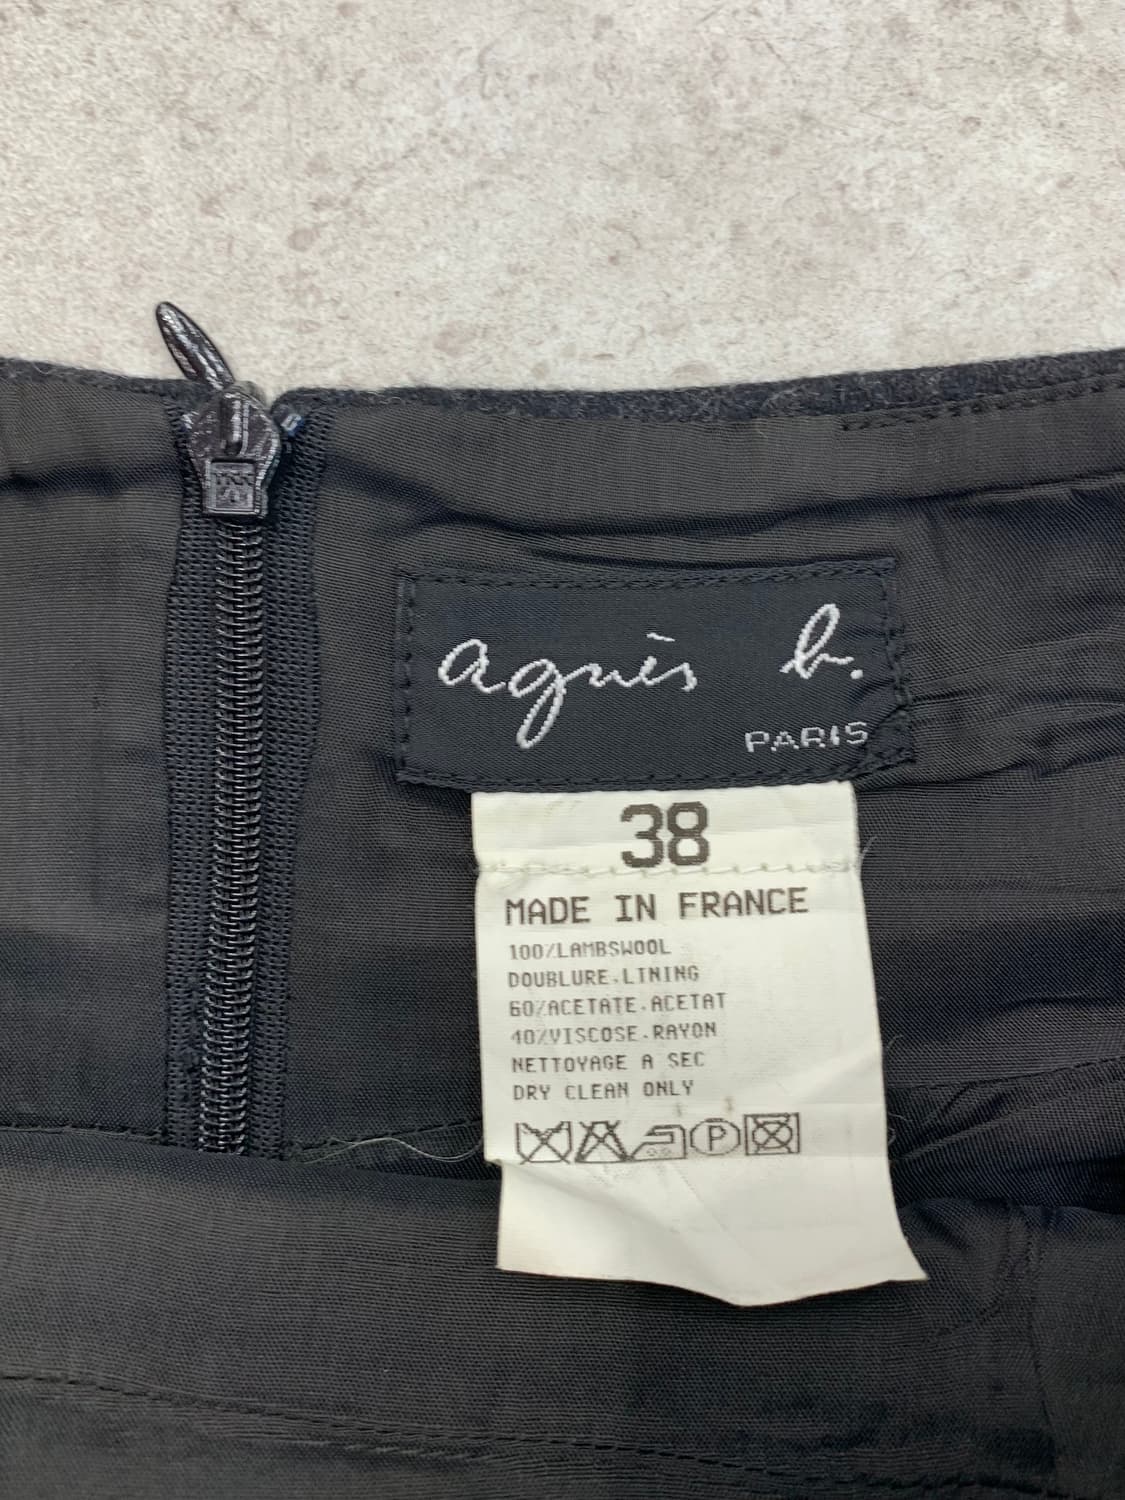 agnès b.
PARIS
38
MADE IN FRANCE
100%LAMBSWOOL
DOUBLURE.LINING
60%ACETATE.ACETAT
40%VISCOSE.RAYON
NETTOYAGE A SEC
DRY CLEAN ONLY
P